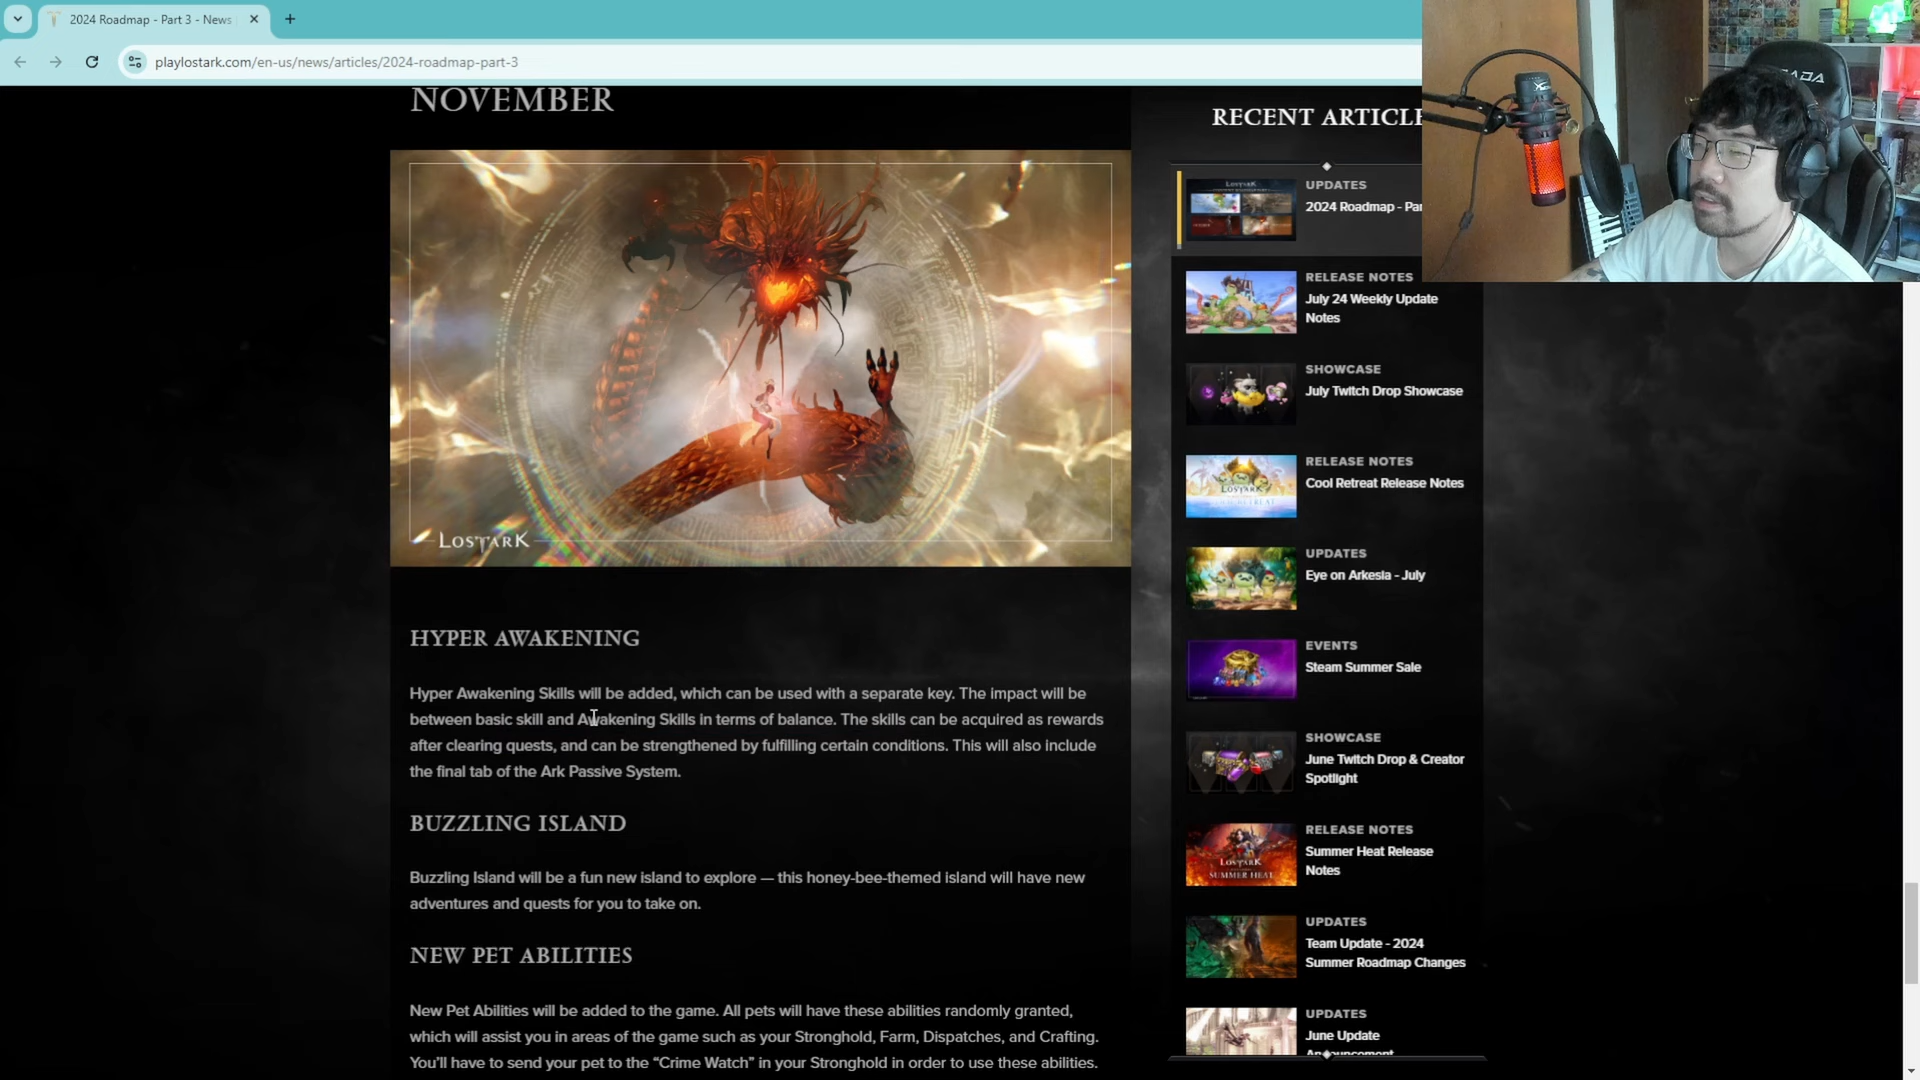 2024 Roadmap - Part 3 - News
playlostark.com/en-us/news/articles/2024-roadmap-part-3
NOVEMBER
LOSTARK
HYPER AWAKENING
Hyper Awakening Skills will be added, which can be used with a separate key. The impact will be
between basic skill and Awakening Skills in terms of balance. The skills can be acquired as rewards
after clearing quests, and can be strengthened by fulfilling certain conditions. This will also include
the final tab of the Ark Passive System.
BUZZLING ISLAND
Buzzling Island will be a fun new island to explore — this honey-bee-themed island will have new
adventures and quests for you to take on.
NEW PET ABILITIES
New Pet Abilities will be added to the game. All pets will have these abilities randomly granted,
which will assist you in areas of the game such as your Stronghold, Farm, Dispatches, and Crafting.
You'll have to send your pet to the “Crime Watch” in your Stronghold in order to use these abilities.
RECENT ARTICLE
UPDATES
2024 Roadmap - Par
LOSTARK
RELEASE NOTES
July 24 Weekly Update
Notes
SHOWCASE
July Twitch Drop Showcase
RELEASE NOTES
Cool Retreat Release Notes
LOSTARK
UPDATES
Eye on Arkesia - July
EVENTS
Steam Summer Sale
SHOWCASE
June Twitch Drop & Creator
Spotlight
RELEASE NOTES
Summer Heat Release
Notes
LOSTARK
SUMMER HEAT
UPDATES
Team Update - 2024
Summer Roadmap Changes
UPDATES
June Update
Announcement